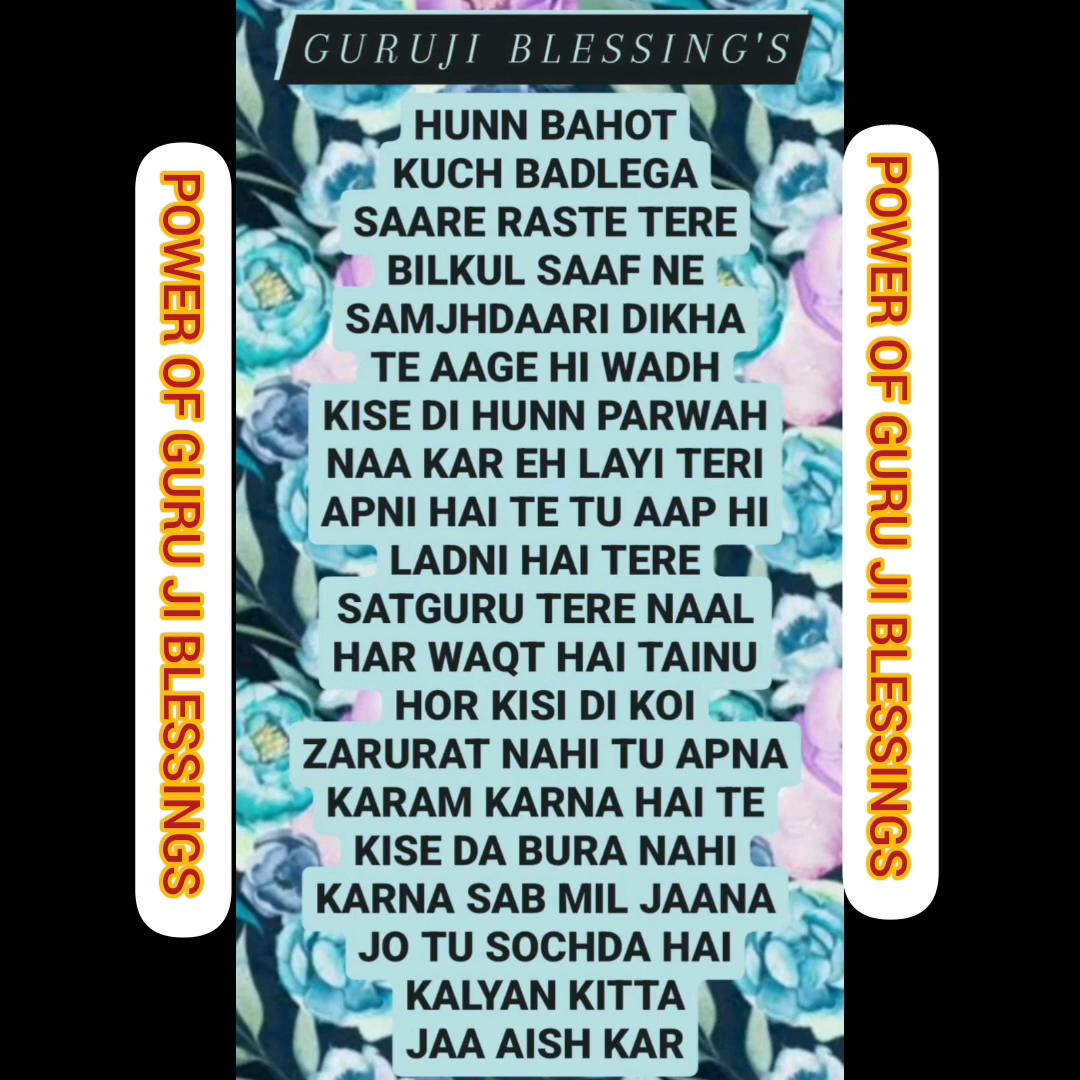 GURUJI BLESSING'S
HUNN BAHOT
KUCH BADLEGA
SAARE RASTE TERE
BILKUL SAAF NE
SAMJHDAARI DIKHA
TE AAGE HI WADH
KISE DI HUNN PARWAH
NAA KAR EH LAYI TERI
APNI HAI TE TU AAP HI
LADNI HAI TERE
SATGURU TERE NAAL
HAR WAQT HAI TAINU
HOR KISI DI KOI
ZARURAT NAHI TU APNA
KARAM KARNA HAI TE
KISE DA BURA NAHI
KARNA SAB MIL JAANA
JO TU SOCHDA HAI
KALYAN KITTA
JAA AISH KAR
POWER OF GURU JI BLESSINGS
POWER OF GURU JI BLESSINGS